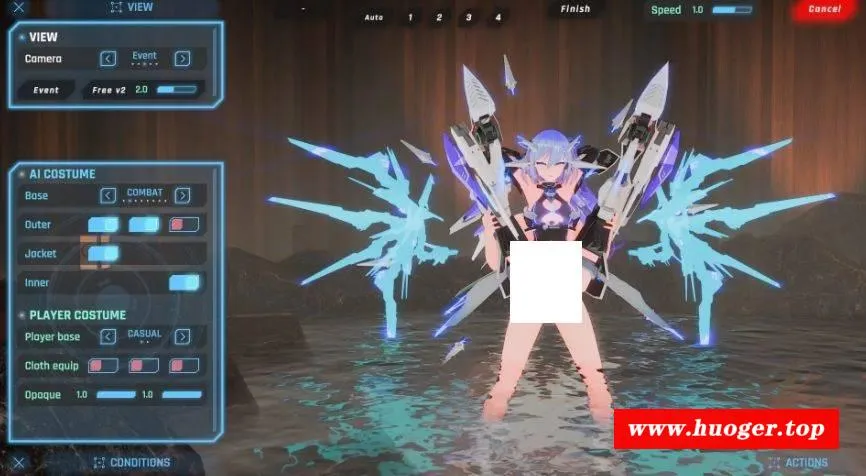 VIEW
- Auto 1 2 3 4 Finish Speed 1.0 Cancel
VIEW
Camera Event
Event Free v2 2.0
AI COSTUME
Base COMBAT
Outer
Jacket
Inner
PLAYER COSTUME
Player base CASUAL
Cloth equip
Opaque 1.0 1.0
www.huoger.top
CONDITIONS
ACTIONS